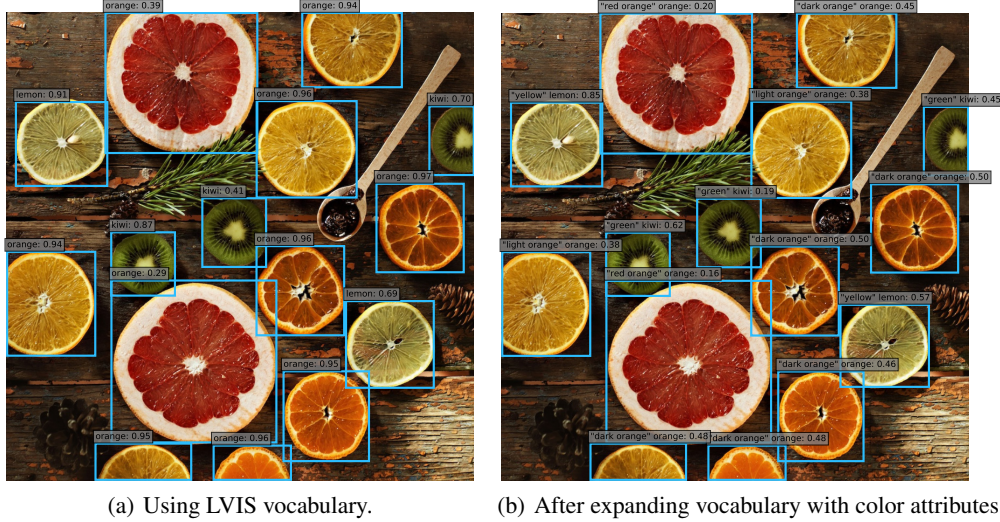 orange: 0.39
orange: 0.94
lemon: 0.91
orange: 0.96
kiwi: 0.70
kiwi: 0.41
orange: 0.97
kiwi: 0.87
orange: 0.94
orange: 0.96
orange: 0.29
lemon: 0.69
orange: 0.95
orange: 0.95
orange: 0.96
(a) Using LVIS vocabulary.
"red orange" orange: 0.20
"dark orange" orange: 0.45
"yellow" lemon: 0.85
"light orange" orange: 0.38
"green" kiwi: 0.45
"dark orange" orange: 0.50
"green" kiwi: 0.19
"green" kiwi: 0.62
"light orange" orange: 0.38
"dark orange" orange: 0.50
"red orange" orange: 0.16
"yellow" lemon: 0.57
"dark orange" orange: 0.46
"dark orange" orange: 0.48
"dark orange" orange: 0.48
(b) After expanding vocabulary with color attributes